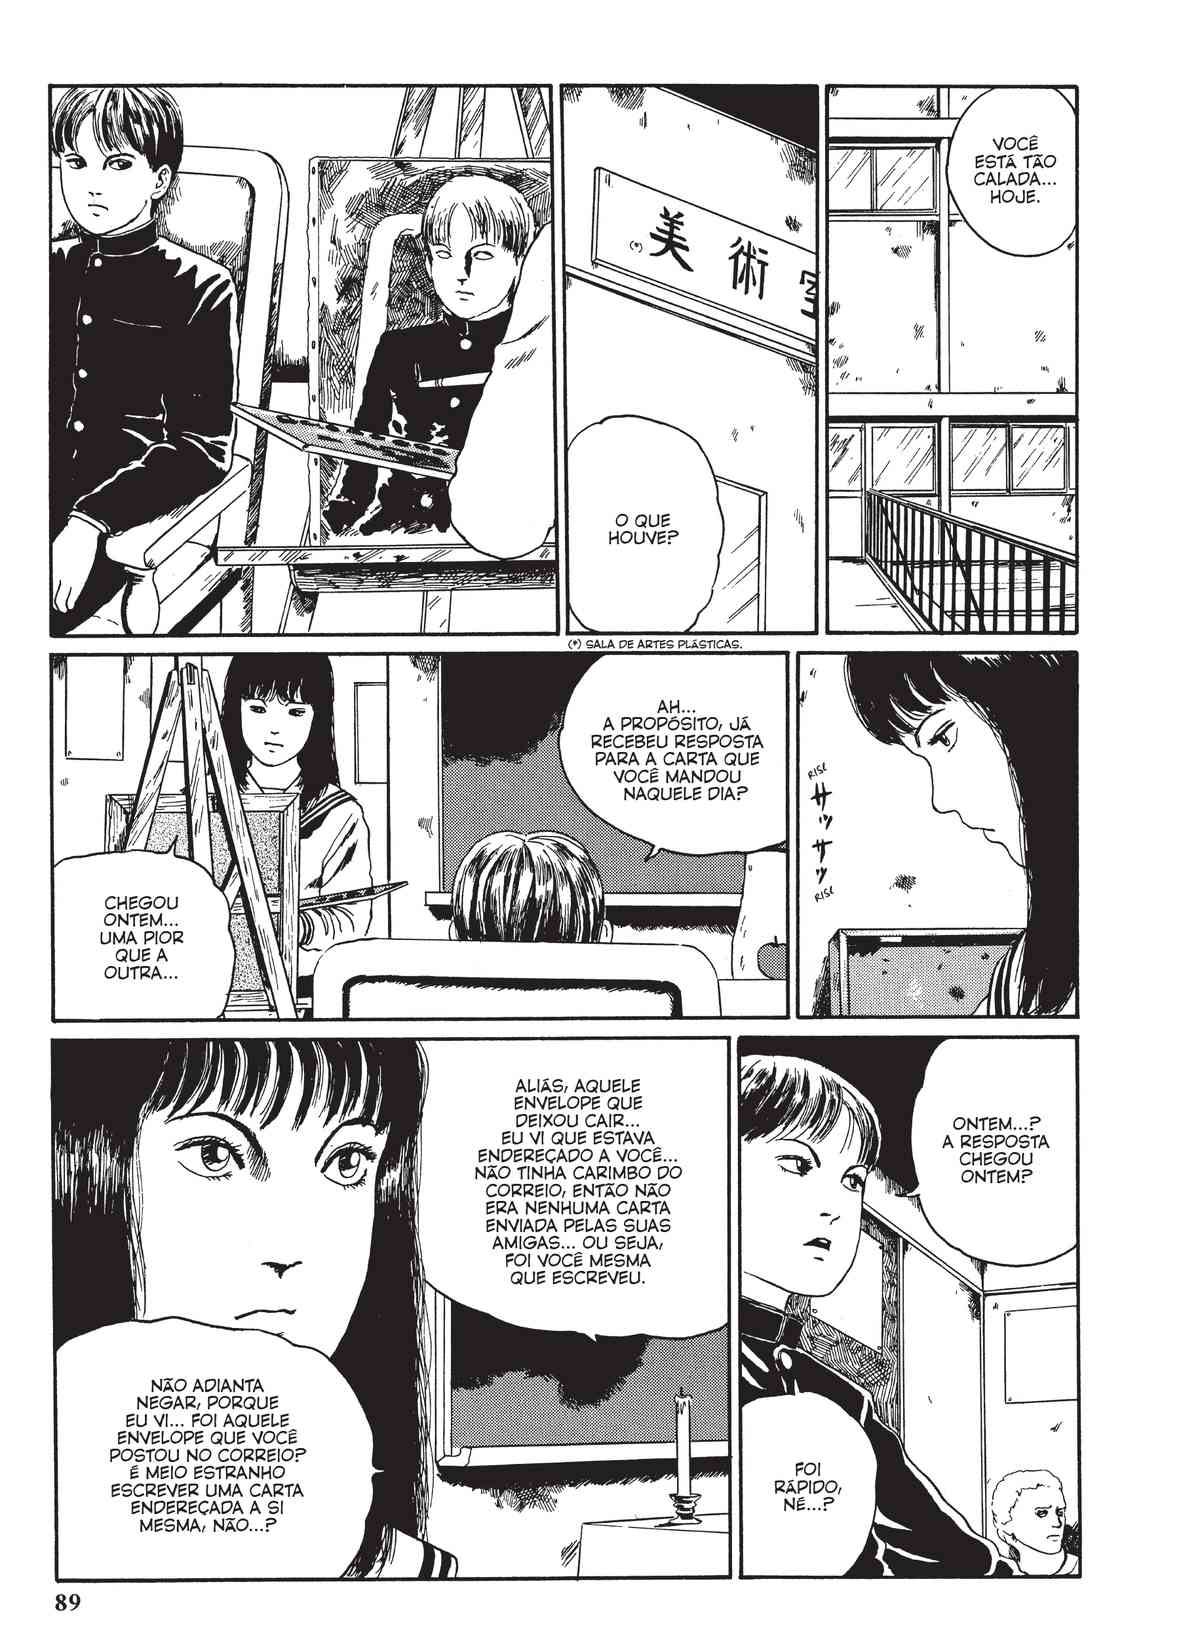 VOCÊ
ESTÁ TÃO
CALADA...
HOJE.
(*)
美術室
O QUE
HOUVE?
(*) SALA DE ARTES PLÁSTICAS.
RISE
サッサッ
RISE
AH...
A PROPÓSITO, JÁ
RECEBEU RESPOSTA
PARA A CARTA QUE
VOCÊ MANDOU
NAQUELE DIA?
CHEGOU
ONTEM...
UMA PIOR
QUE A
OUTRA...
ONTEM...?
A RESPOSTA
CHEGOU
ONTEM?
FOI
RÁPIDO,
NÉ...?
ALIÁS, AQUELE
ENVELOPE QUE
DEIXOU CAIR...
EU VI QUE ESTAVA
ENDEREÇADO A VOCÊ...
NÃO TINHA CARIMBO DO
CORREIO, ENTÃO NÃO
ERA NENHUMA CARTA
ENVIADA PELAS SUAS
AMIGAS... OU SEJA,
FOI VOCÊ MESMA
QUE ESCREVEU.
NÃO ADIANTA
NEGAR, PORQUE
EU VI... FOI AQUELE
ENVELOPE QUE VOCÊ
POSTOU NO CORREIO?
É MEIO ESTRANHO
ESCREVER UMA CARTA
ENDEREÇADA A SI
MESMA, NÃO...?
89